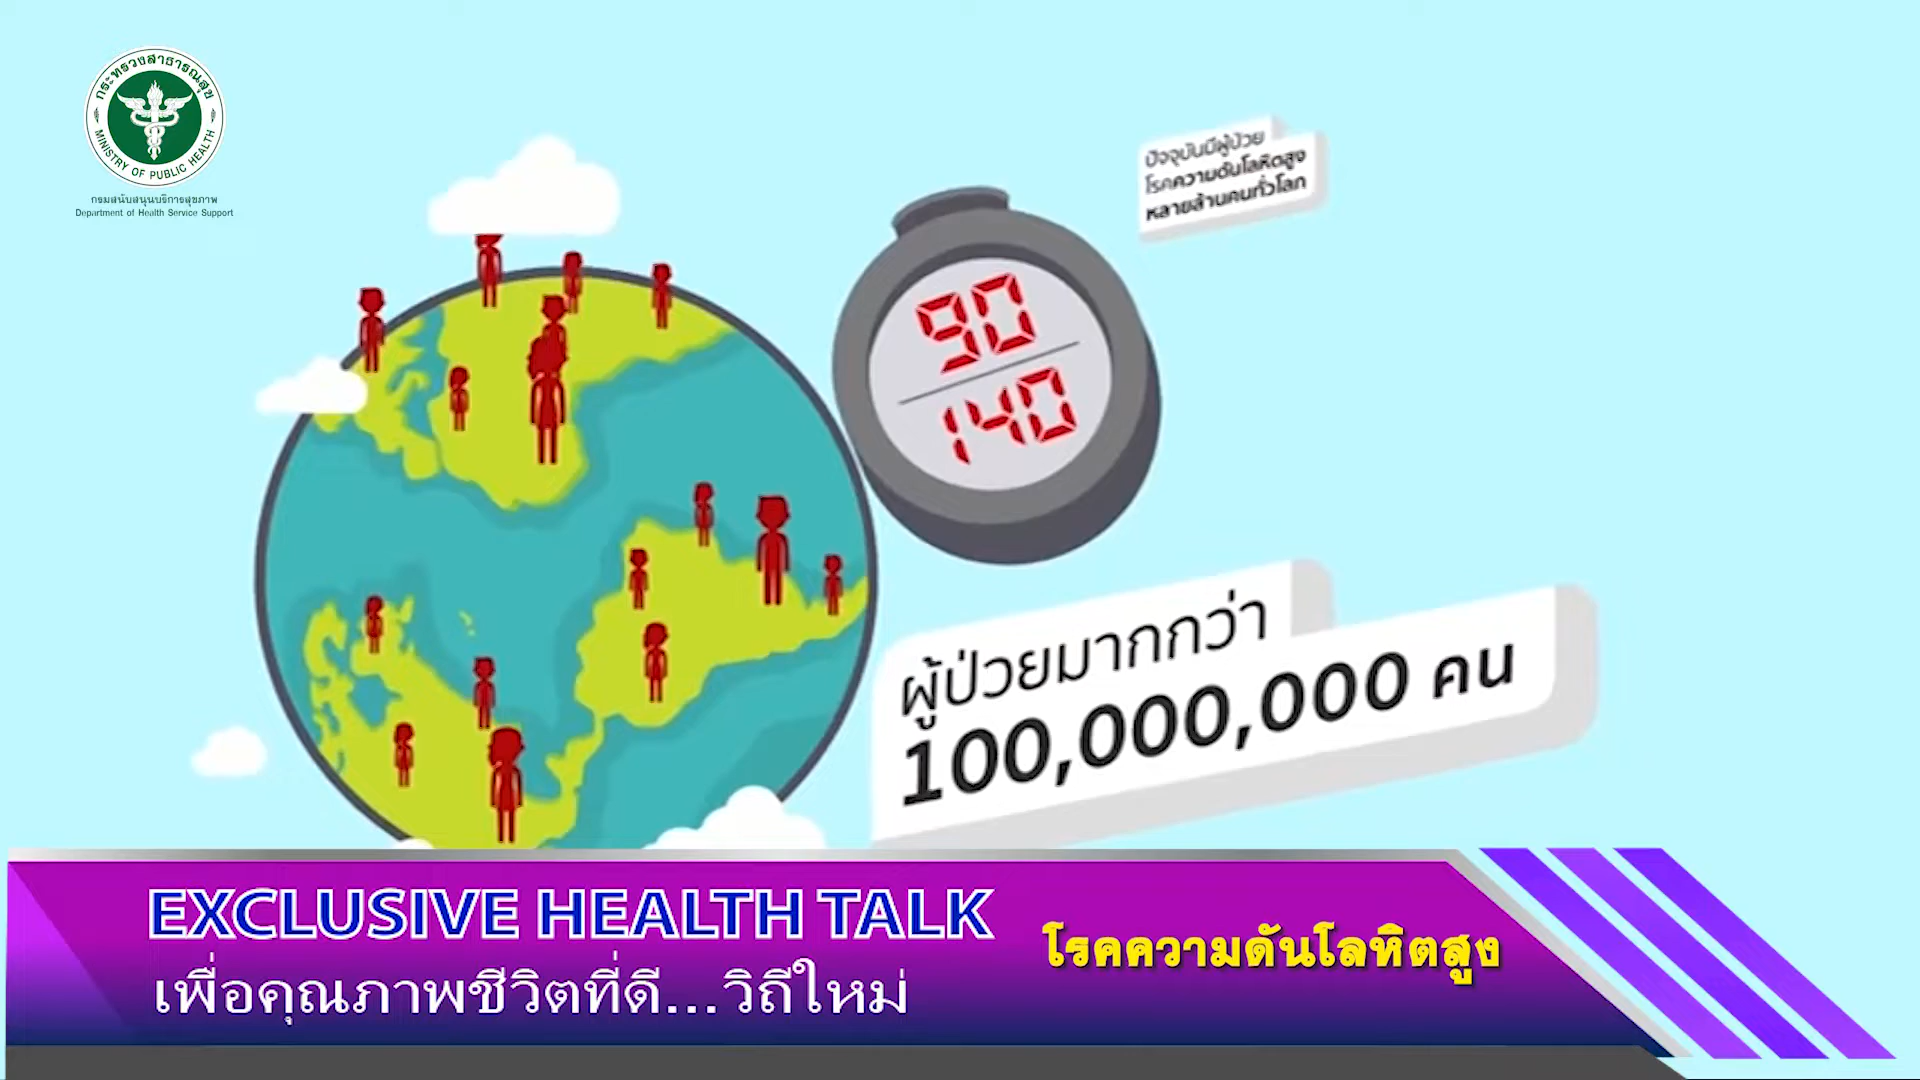 กระทรวงสาธารณสุข
MINISTRY OF PUBLIC HEALTH
กรมสนับสนุนบริการสุขภาพ
Department of Health Service Support
ปัจจุบันมีผู้ป่วย
โรคความดันโลหิตสูง
หลายล้านคนทั่วโลก
90
140
ผู้ป่วยมากกว่า
100,000,000 คน
EXCLUSIVE HEALTH TALK
เพื่อคุณภาพชีวิตที่ดี...วิถีใหม่
โรคความดันโลหิตสูง